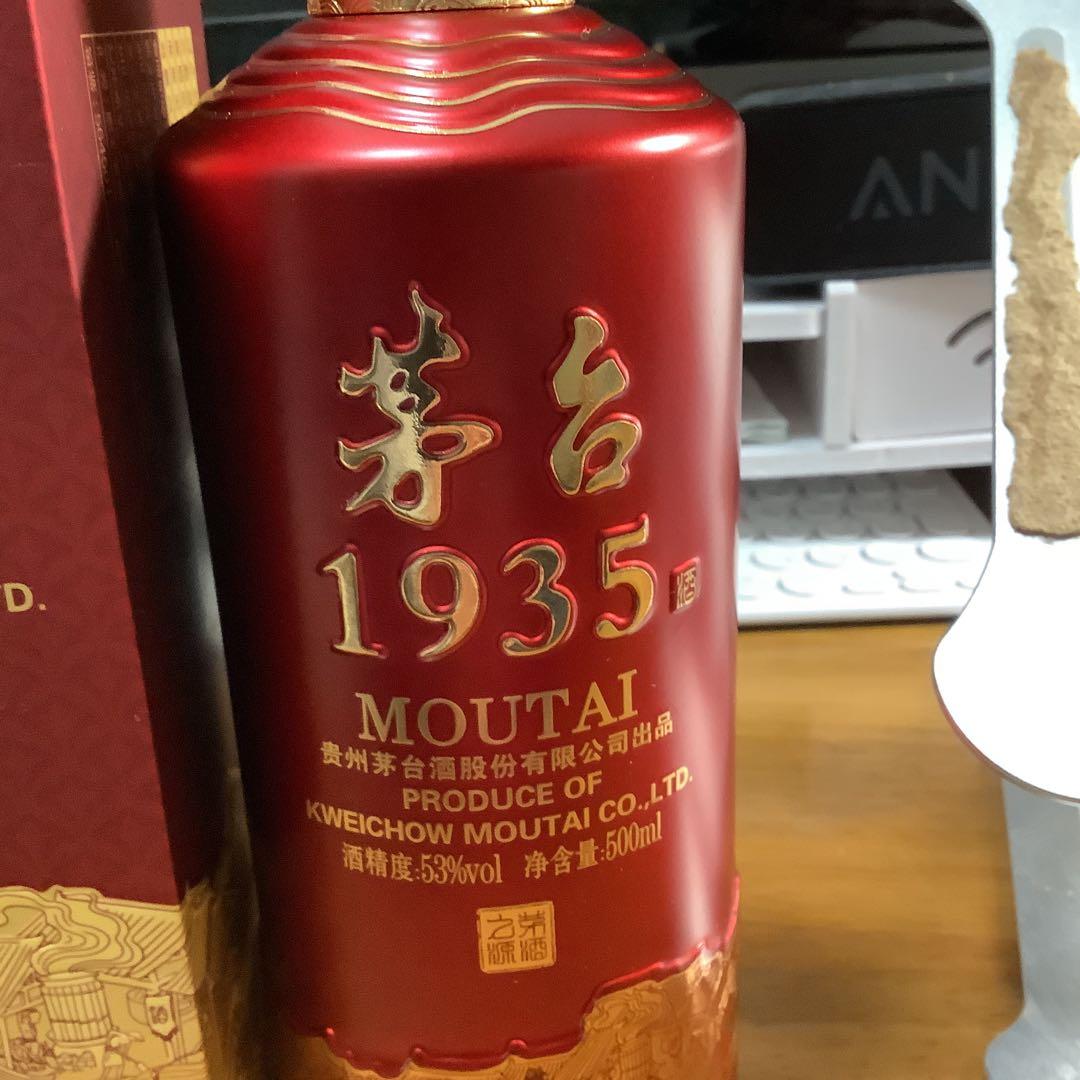 茅台
1935
酒
MOUTAI
贵州茅台酒股份有限公司出品
PRODUCE OF
KWEICHOW MOUTAI CO.,LTD.
酒精度:53%vol 净含量:500ml
茅酒
之源
TD.
AN